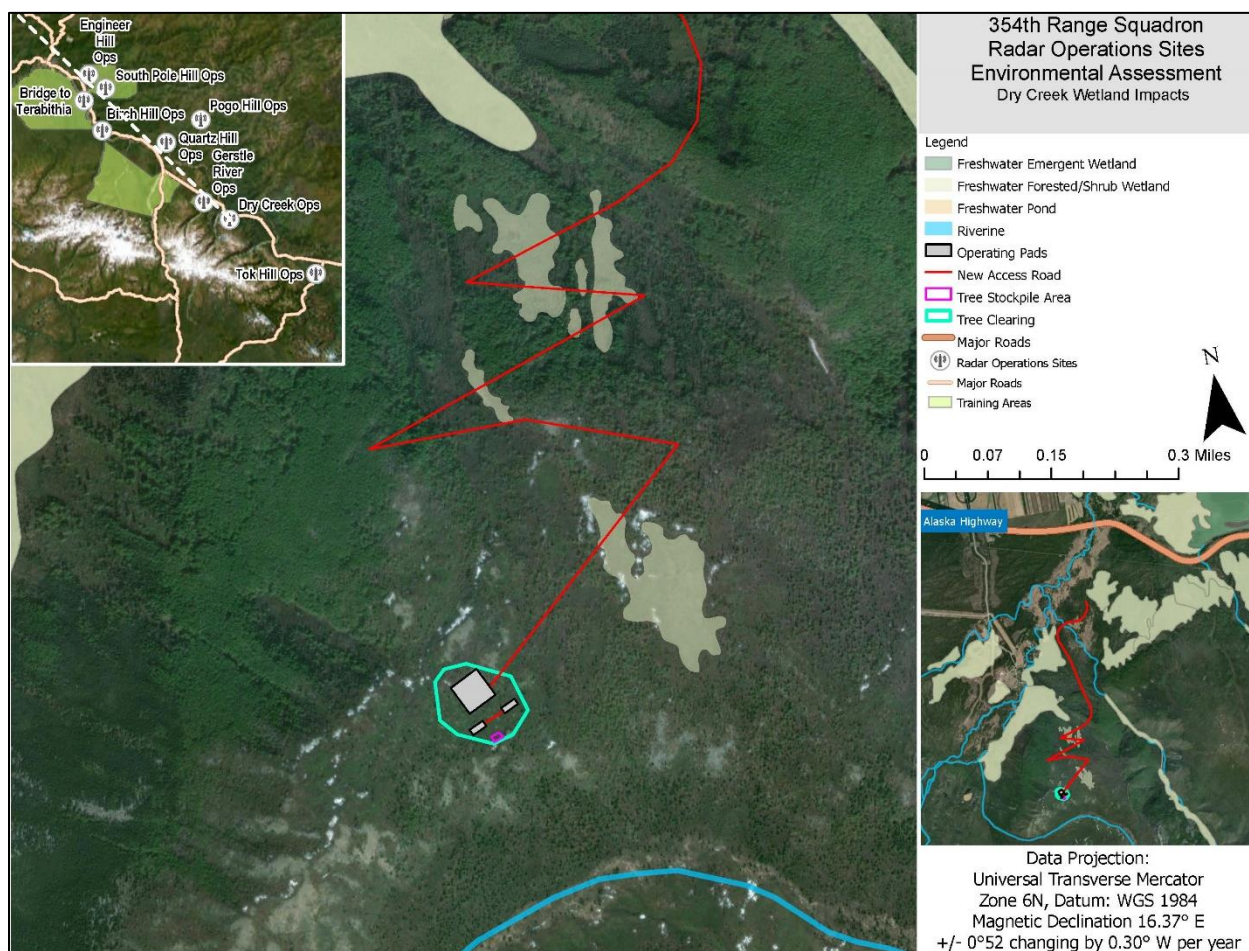 Engineer
Hill
Ops
South Pole Hill Ops
Bridge to
Terabithia
Birch Hill Ops
Pogo Hill Ops
Quartz Hill
Ops
Gerstle
River
Ops
Dry Creek Ops
Tok Hill Ops
354th Range Squadron
Radar Operations Sites
Environmental Assessment
Dry Creek Wetland Impacts
Legend
Freshwater Emergent Wetland
Freshwater Forested/Shrub Wetland
Freshwater Pond
Riverine
Operating Pads
New Access Road
Tree Stockpile Area
Tree Clearing
Major Roads
Radar Operations Sites
Major Roads
Training Areas
N
0 0.07 0.15 0.3 Miles
Alaska Highway
Data Projection:
Universal Transverse Mercator
Zone 6N, Datum: WGS 1984
Magnetic Declination 16.37° E
+/- 0°52 changing by 0.30° W per year